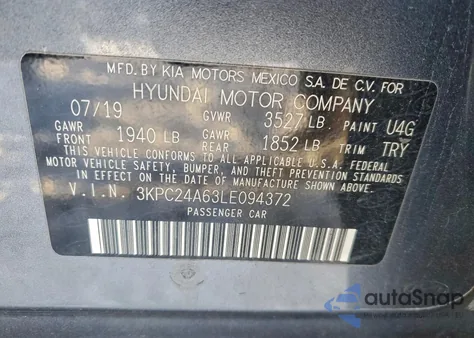 MFD.BY KIA MOTORS MEXICO S.A. DE C.V. FOR
HYUNDAI MOTOR COMPANY
07/19 GVWR 3527 LB PAINT U4G
GAWR FRONT 1940 LB GAWR REAR 1852 LB TRIM TRY
THIS VEHICLE CONFORMS TO ALL APPLICABLE U.S.A. FEDERAL
MOTOR VEHICLE SAFETY, BUMPER, AND THEFT PREVENTION STANDARDS
IN EFFECT ON THE DATE OF MANUFACTURE SHOWN ABOVE.
V.I.N. 3KPC24A63LE094372
PASSENGER CAR
autoSnap